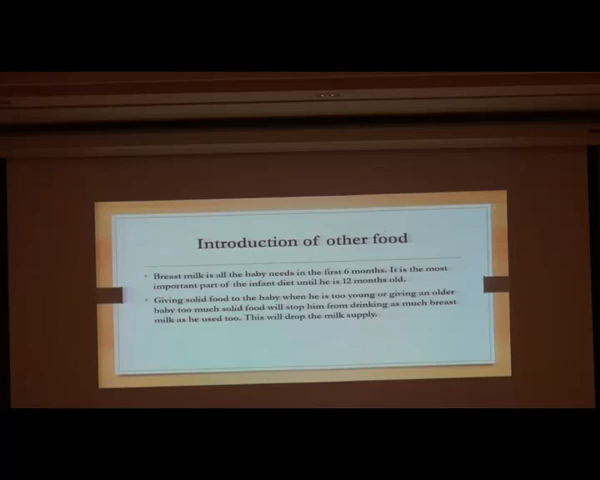 Introduction of other food
Breast milk is all the baby needs in the first 6 months. It is the most
important part of the infant diet until he is 12 months old.
Giving solid food to the baby when he is too young or giving an older
baby too much solid food will stop him from drinking as much breast
milk as he used too. This will drop the milk supply.